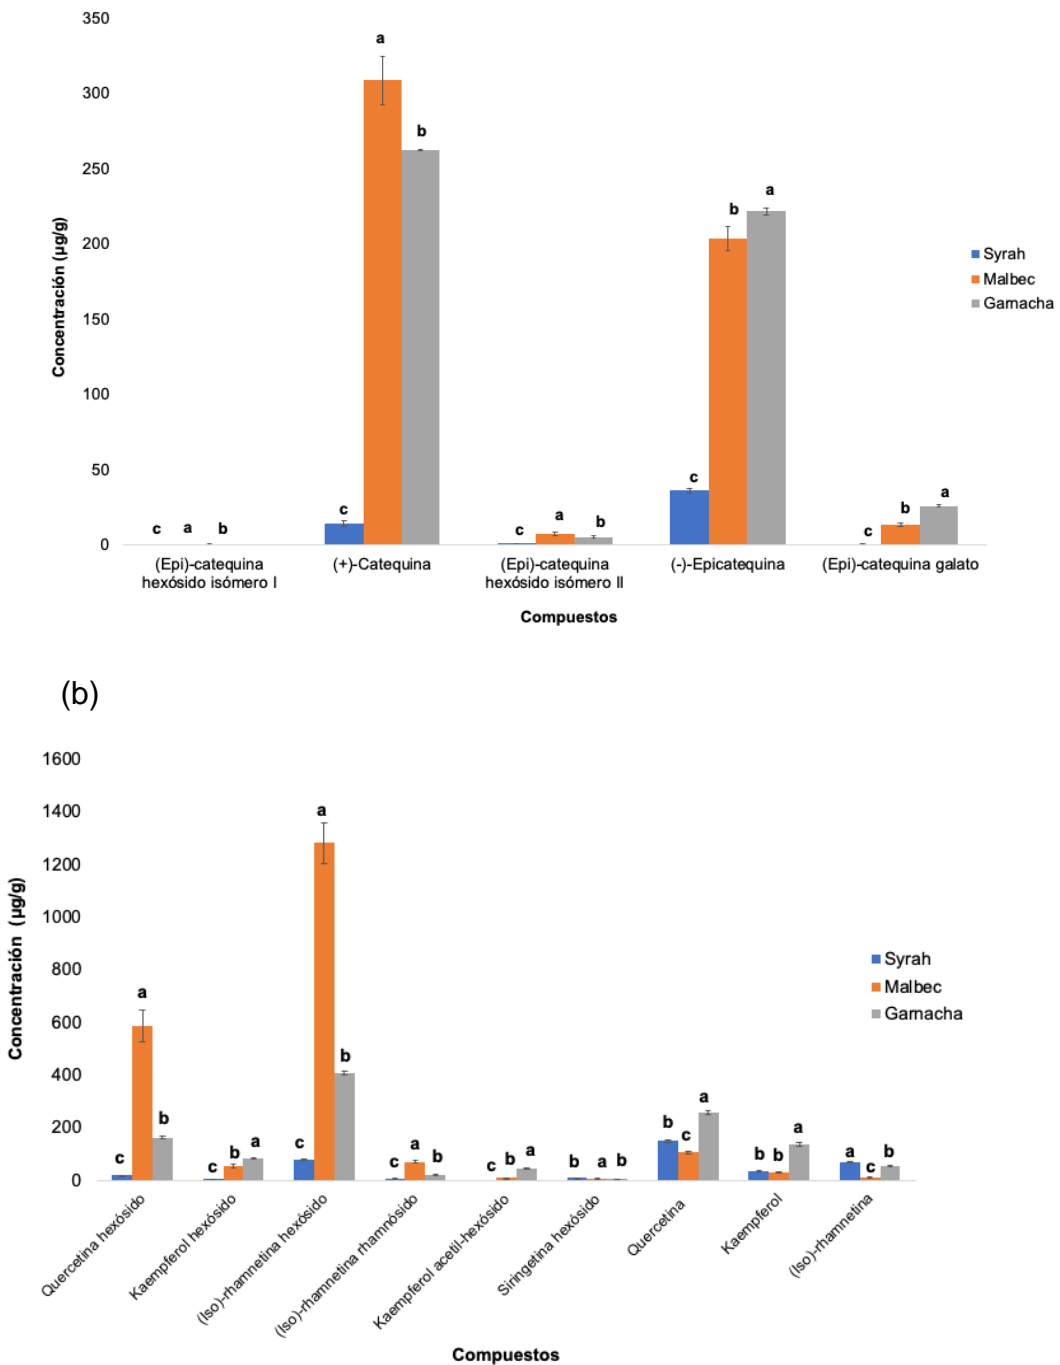 350
300
250
200
150
100
50
0
Concentración (µg/g)
a
b
c
c a b
c
a
b
c
b
a
c
b
a
Syrah
Malbec
Garnacha
(Epi)-catequina
hexósido isómero I
(+)-Catequina
(Epi)-catequina
hexósido isómero II
(-)-Epicatequina
(Epi)-catequina galato
Compuestos
(b)
1600
1400
1200
1000
800
600
400
200
0
Concentración (µg/g)
c
a
b
c
b
a
c
a
b
c
a
b
c
b
a
b
a
b
b
c
a
b
b
a
a
c
b
Syrah
Malbec
Garnacha
Quercetina hexósido
Kaempferol hexósido
(Iso)-rhamnetina hexósido
(Iso)-rhamnetina rhamnósido
Kaempferol acetil-hexósido
Siringetina hexósido
Quercetina
Kaempferol
(Iso)-rhamnetina
Compuestos